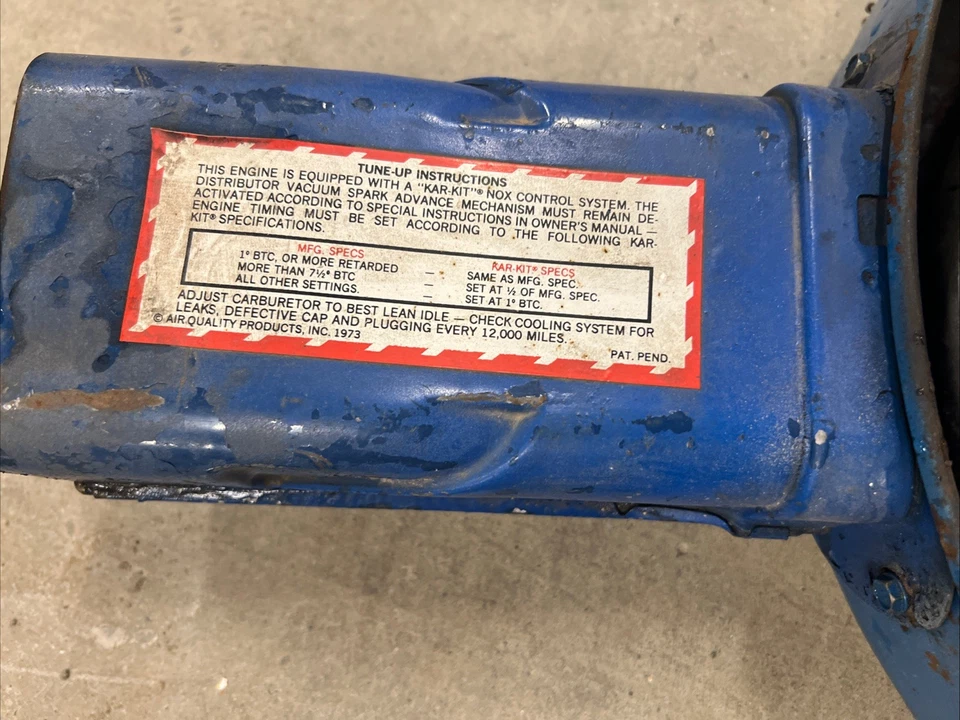 TUNE-UP INSTRUCTIONS
THIS ENGINE IS EQUIPPED WITH A "KAR-KIT"® NOX CONTROL SYSTEM. THE
DISTRIBUTOR VACUUM SPARK ADVANCE MECHANISM MUST REMAIN DE-
ACTIVATED ACCORDING TO SPECIAL INSTRUCTIONS IN OWNER'S MANUAL —
ENGINE TIMING MUST BE SET ACCORDING TO THE FOLLOWING KAR-
KIT® SPECIFICATIONS.
MFG. SPECS KAR-KIT® SPECS
1° BTC, OR MORE RETARDED — SAME AS MFG. SPEC.
MORE THAN 7½° BTC — SET AT ½ OF MFG. SPEC.
ALL OTHER SETTINGS. — SET AT 1° BTC.
ADJUST CARBURETOR TO BEST LEAN IDLE — CHECK COOLING SYSTEM FOR
LEAKS, DEFECTIVE CAP AND PLUGGING EVERY 12,000 MILES.
© AIR QUALITY PRODUCTS, INC. 1973 PAT. PEND.